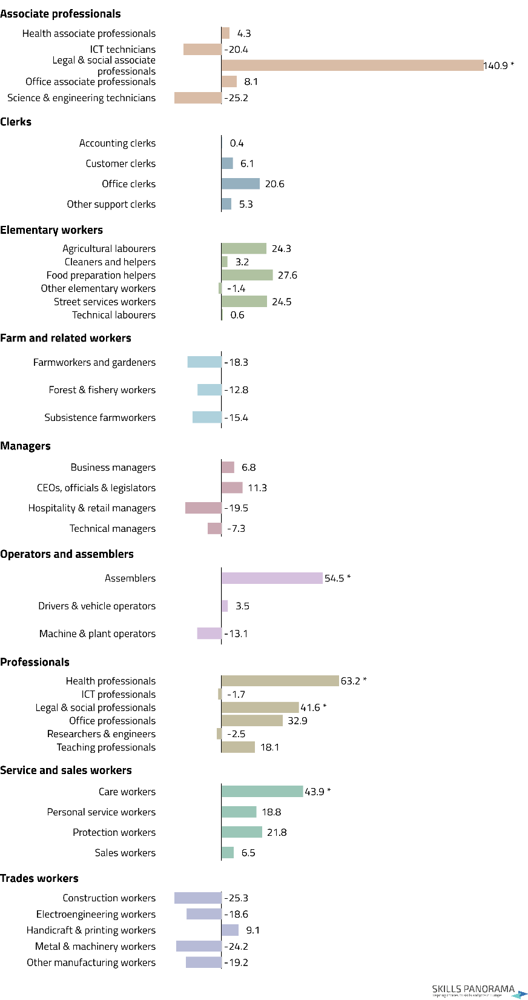 Associate professionals
Health associate professionals 4.3
ICT technicians -20.4
Legal & social associate
professionals 140.9 *
Office associate professionals 8.1
Science & engineering technicians -25.2
Clerks
Accounting clerks 0.4
Customer clerks 6.1
Office clerks 20.6
Other support clerks 5.3
Elementary workers
Agricultural labourers 24.3
Cleaners and helpers 3.2
Food preparation helpers 27.6
Other elementary workers -1.4
Street services workers 24.5
Technical labourers 0.6
Farm and related workers
Farmworkers and gardeners -18.3
Forest & fishery workers -12.8
Subsistence farmworkers -15.4
Managers
Business managers 6.8
CEOs, officials & legislators 11.3
Hospitality & retail managers -19.5
Technical managers -7.3
Operators and assemblers
Assemblers 54.5 *
Drivers & vehicle operators 3.5
Machine & plant operators -13.1
Professionals
Health professionals 63.2 *
ICT professionals -1.7
Legal & social professionals 41.6 *
Office professionals 32.9
Researchers & engineers -2.5
Teaching professionals 18.1
Service and sales workers
Care workers 43.9 *
Personal service workers 18.8
Protection workers 21.8
Sales workers 6.5
Trades workers
Construction workers -25.3
Electroengineering workers -18.6
Handicraft & printing workers 9.1
Metal & machinery workers -24.2
Other manufacturing workers -19.2
SKILLS PANORAMA
Inspiring choices on skills and jobs in Europe